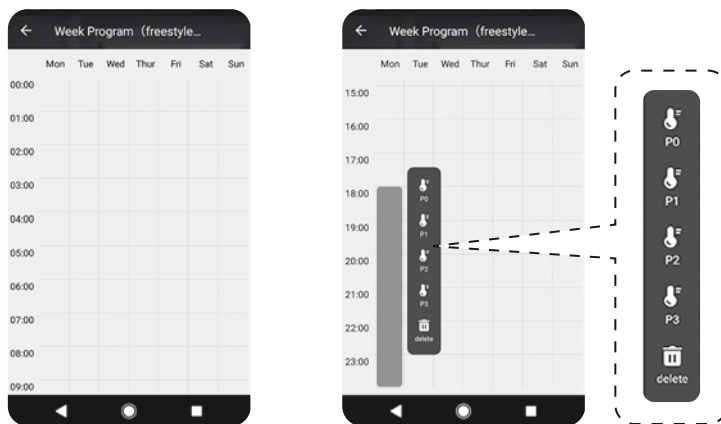 Week Program (freestyle...
Mon Tue Wed Thur Fri Sat Sun
00:00
01:00
02:00
03:00
04:00
05:00
06:00
07:00
08:00
09:00
Week Program (freestyle...
Mon Tue Wed Thur Fri Sat Sun
15:00
16:00
17:00
18:00
19:00
20:00
21:00
22:00
23:00
P0
P1
P2
P3
delete
P0
P1
P2
P3
delete